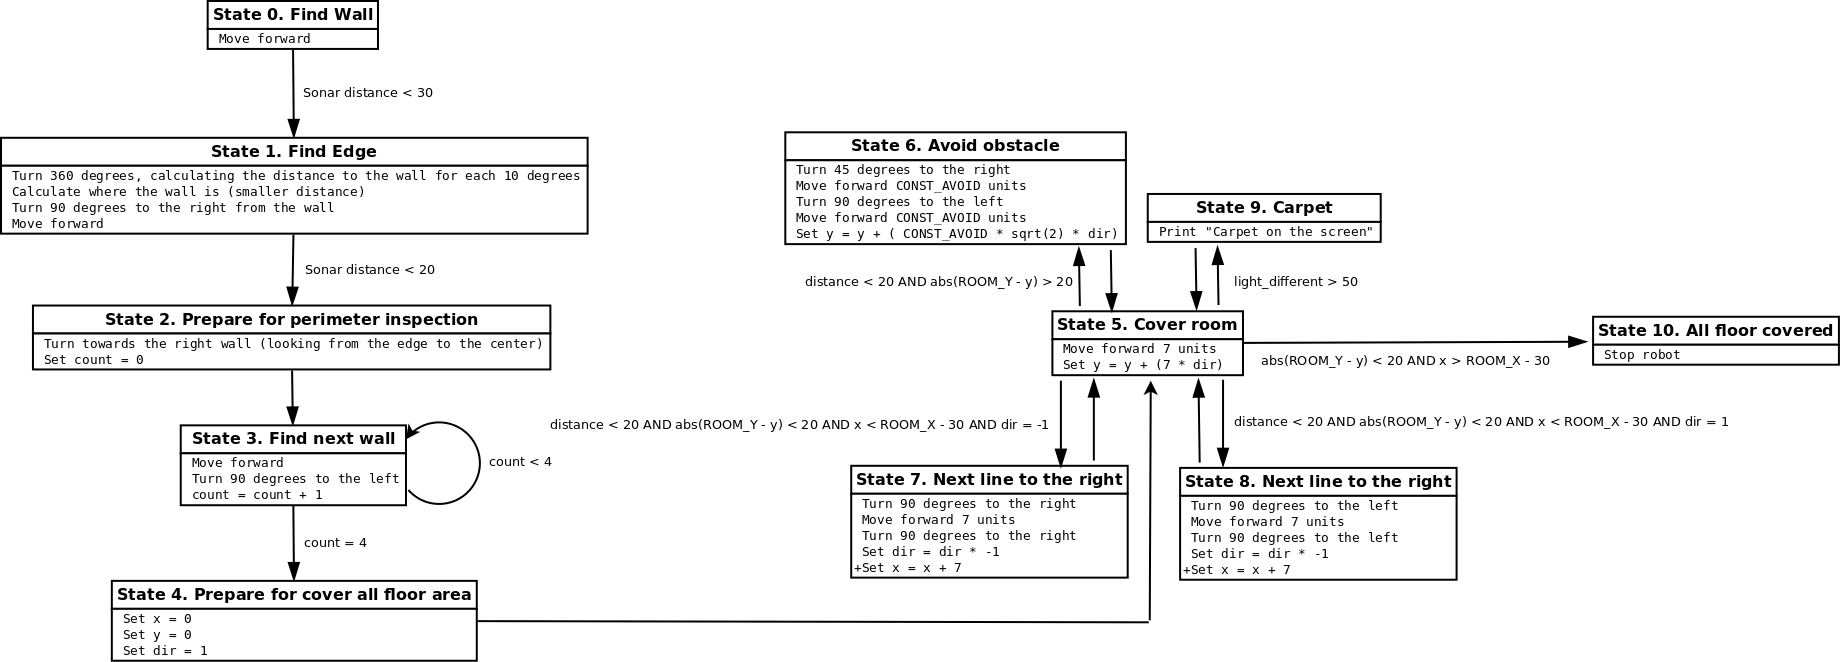 State 0. Find Wall
Move forward
Sonar distance < 30
State 1. Find Edge
Turn 360 degrees, calculating the distance to the wall for each 10 degrees
Calculate where the wall is (smaller distance)
Turn 90 degrees to the right from the wall
Move forward
Sonar distance < 20
State 2. Prepare for perimeter inspection
Turn towards the right wall (looking from the edge to the center)
Set count = 0
State 3. Find next wall
Move forward
Turn 90 degrees to the left
count = count + 1
count < 4
count = 4
State 4. Prepare for cover all floor area
Set x = 0
Set y = 0
Set dir = 1
State 6. Avoid obstacle
Turn 45 degrees to the right
Move forward CONST_AVOID units
Turn 90 degrees to the left
Move forward CONST_AVOID units
Set y = y + ( CONST_AVOID * sqrt(2) * dir)
State 9. Carpet
Print "Carpet on the screen"
distance < 20 AND abs(ROOM_Y - y) > 20
light_different > 50
State 5. Cover room
Move forward 7 units
Set y = y + (7 * dir)
abs(ROOM_Y - y) < 20 AND x > ROOM_X - 30
State 10. All floor covered
Stop robot
distance < 20 AND abs(ROOM_Y - y) < 20 AND x < ROOM_X - 30 AND dir = -1
distance < 20 AND abs(ROOM_Y - y) < 20 AND x < ROOM_X - 30 AND dir = 1
State 7. Next line to the right
Turn 90 degrees to the right
Move forward 7 units
Turn 90 degrees to the right
Set dir = dir * -1
+Set x = x + 7
State 8. Next line to the right
Turn 90 degrees to the left
Move forward 7 units
Turn 90 degrees to the left
Set dir = dir * -1
+Set x = x + 7